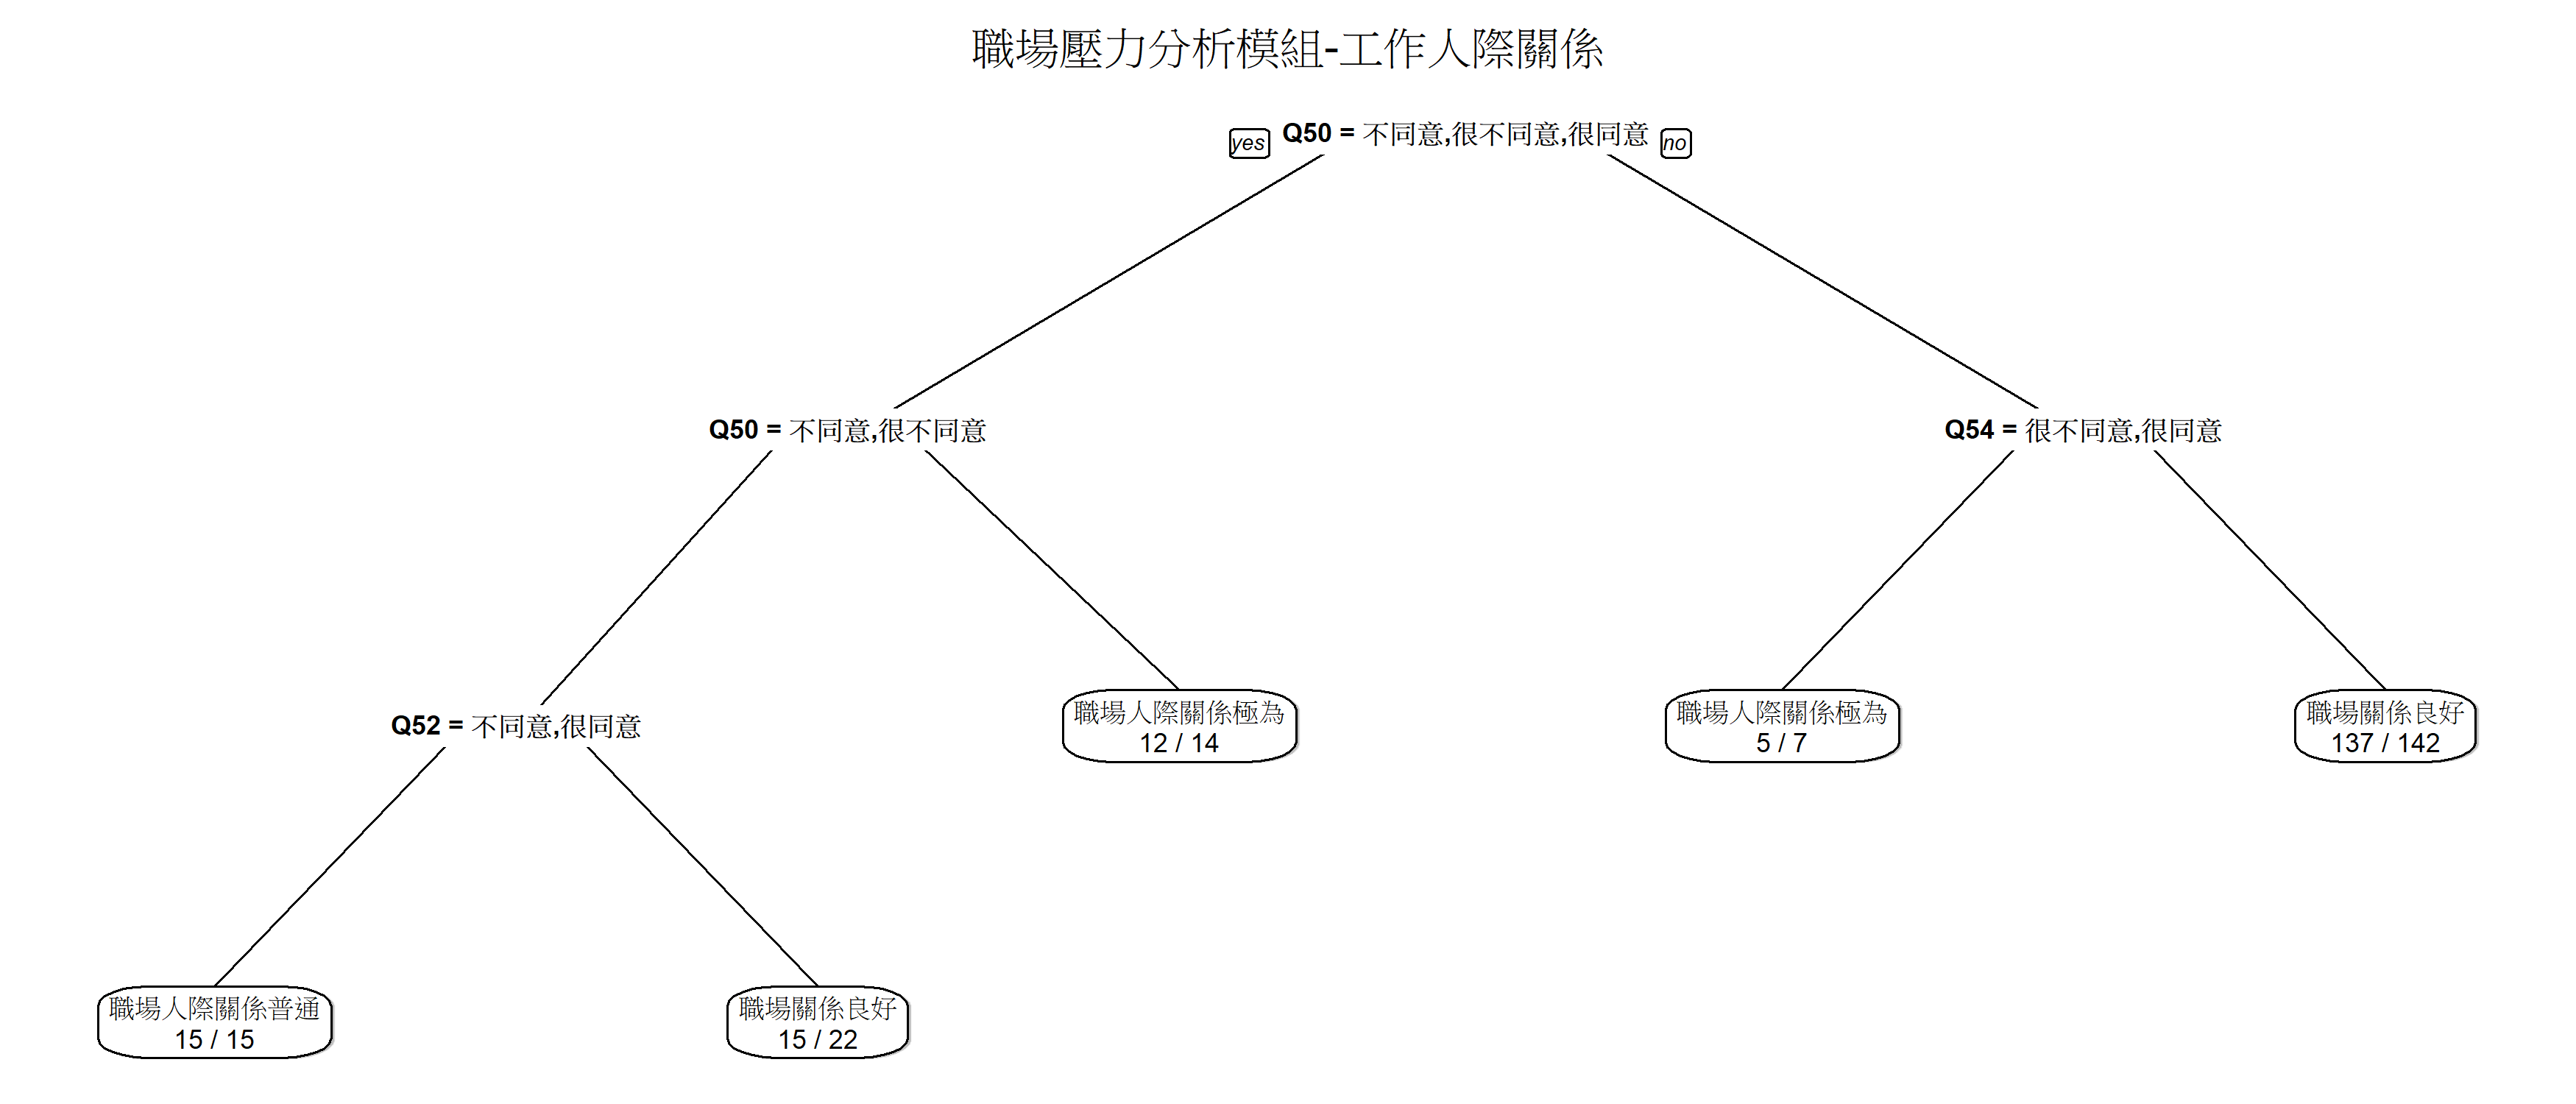 職場壓力分析模組-工作人際關係
yes Q50 = 不同意,很不同意,很同意 no
Q50 = 不同意,很不同意
Q54 = 很不同意,很同意
Q52 = 不同意,很同意
職場人際關係極為
12 / 14
職場人際關係極為
5 / 7
職場關係良好
137 / 142
職場人際關係普通
15 / 15
職場關係良好
15 / 22